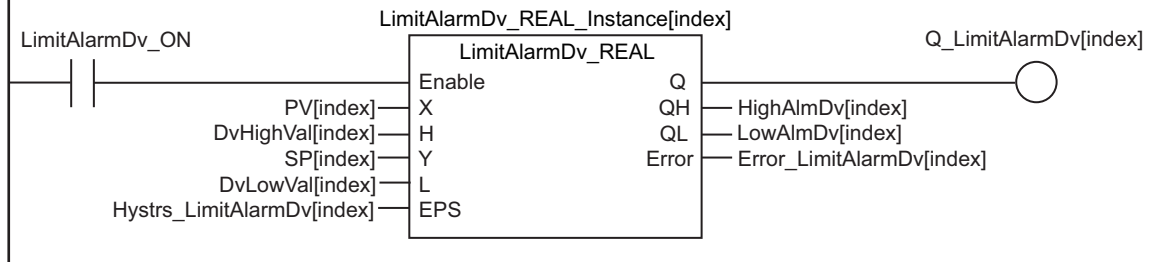 LimitAlarmDv_REAL_Instance[index]
LimitAlarmDv_ON
LimitAlarmDv_REAL
Q_LimitAlarmDv[index]
Enable Q
PV[index] X QH HighAlmDv[index]
DvHighVal[index] H QL LowAlmDv[index]
SP[index] Y Error Error_LimitAlarmDv[index]
DvLowVal[index] L
Hystrs_LimitAlarmDv[index] EPS